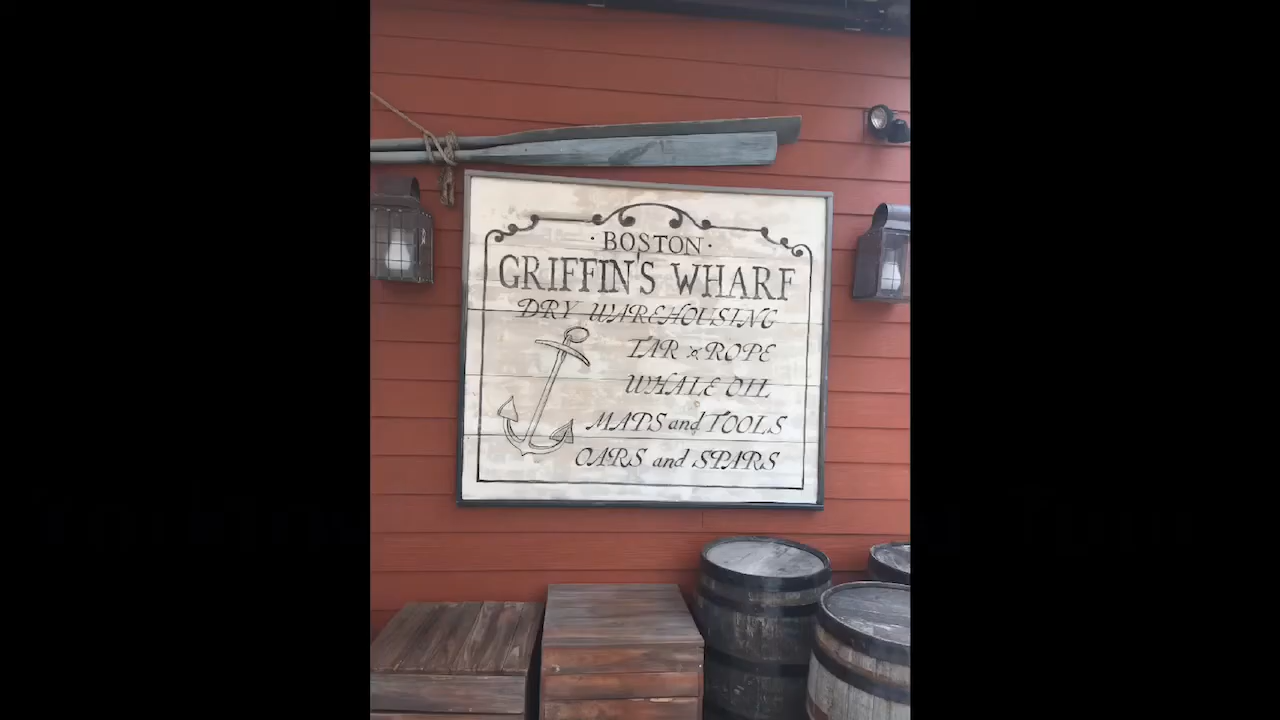 · BOSTON ·
GRIFFIN'S WHARF
DRY WAREHOUSING
TAR & ROPE
WHALE OIL
MAPS and TOOLS
OARS and SPARS